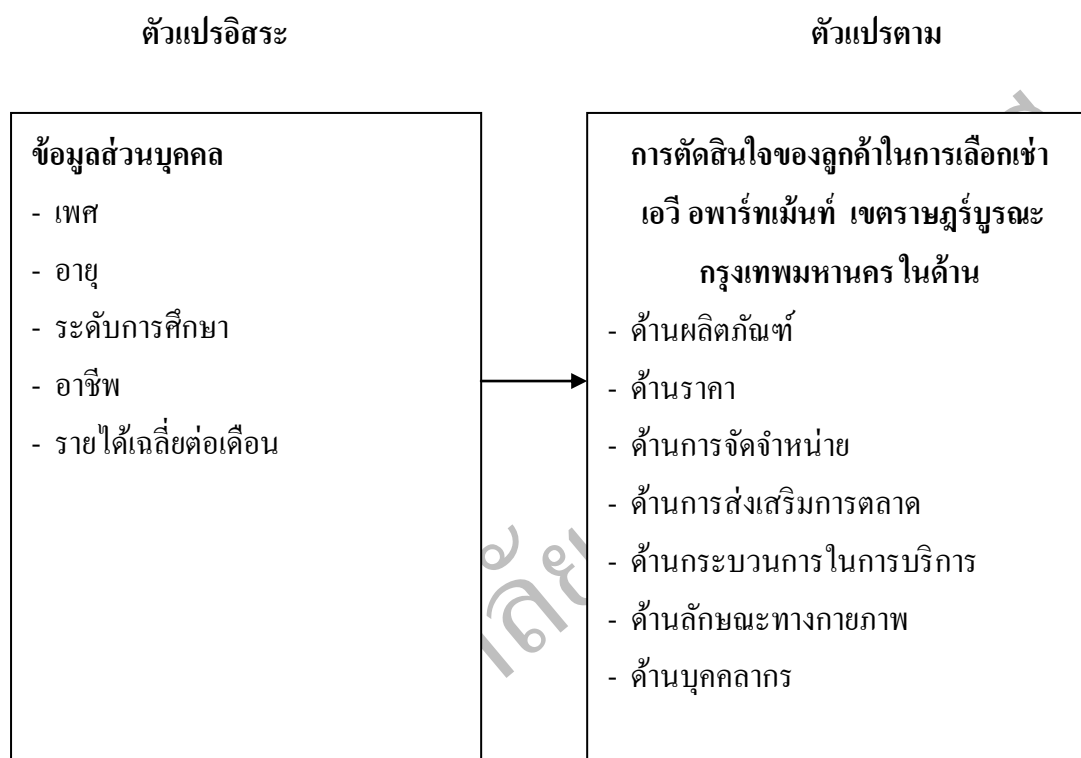 ตัวแปรอิสระ
ตัวแปรตาม
ข้อมูลส่วนบุคคล
- เพศ
- อายุ
- ระดับการศึกษา
- อาชีพ
- รายได้เฉลี่ยต่อเดือน
การตัดสินใจของลูกค้าในการเลือกเช่า
เอวี อพาร์ทเม้นท์ เขตราษฎร์บูรณะ
กรุงเทพมหานคร ในด้าน
- ด้านผลิตภัณฑ์
- ด้านราคา
- ด้านการจัดจำหน่าย
- ด้านการส่งเสริมการตลาด
- ด้านกระบวนการในการบริการ
- ด้านลักษณะทางกายภาพ
- ด้านบุคคลากร